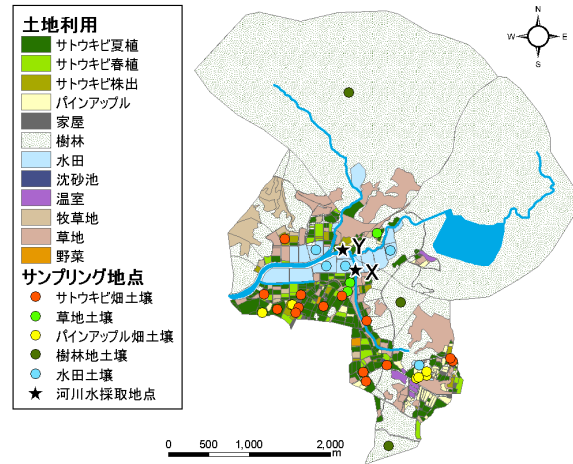 土地利用
サトウキビ夏植
サトウキビ春植
サトウキビ株出
パインアップル
家屋
樹林
水田
沈砂池
温室
牧草地
草地
野菜
サンプリング地点
サトウキビ畑土壌
草地土壌
パインアップル畑土壌
樹林地土壌
水田土壌
河川水採取地点
N
W E
S
Y
X
0 500 1,000 2,000
m